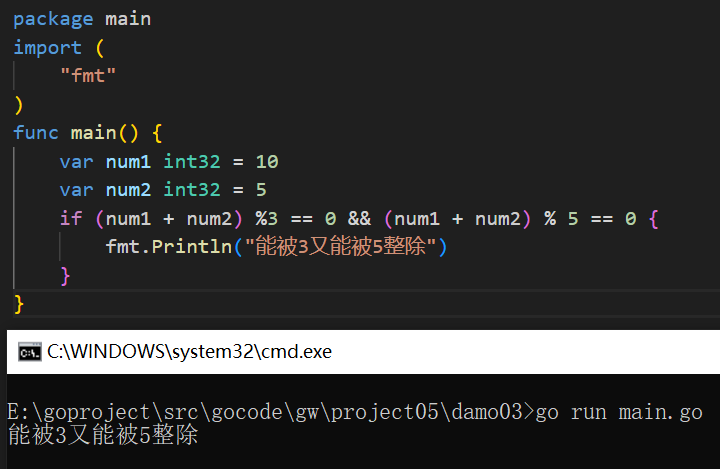 package main
import (
    "fmt"
)
func main() {
    var num1 int32 = 10
    var num2 int32 = 5
    if (num1 + num2) %3 == 0 && (num1 + num2) % 5 == 0 {
        fmt.Println("能被3又能被5整除")
    }
}
C:\WINDOWS\system32\cmd.exe
E:\goproject\src\gocode\gw\project05\damo03>go run main.go
能被3又能被5整除